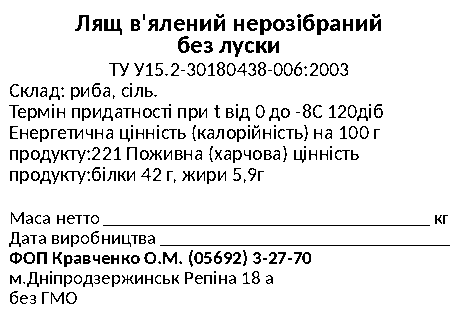 Лящ в'ялений нерозібраний
без луски
ТУ У15.2-30180438-006:2003
Склад: риба, сіль.
Термін придатності при t від 0 до -8С 120діб
Енергетична цінність (калорійність) на 100 г
продукту:221 Поживна (харчова) цінність
продукту:білки 42 г, жири 5,9г
Маса нетто _________________________________ кг
Дата виробництва _____________________________
ФОП Кравченко О.М. (05692) 3-27-70
м.Дніпродзержинськ Репіна 18 а
без ГМО